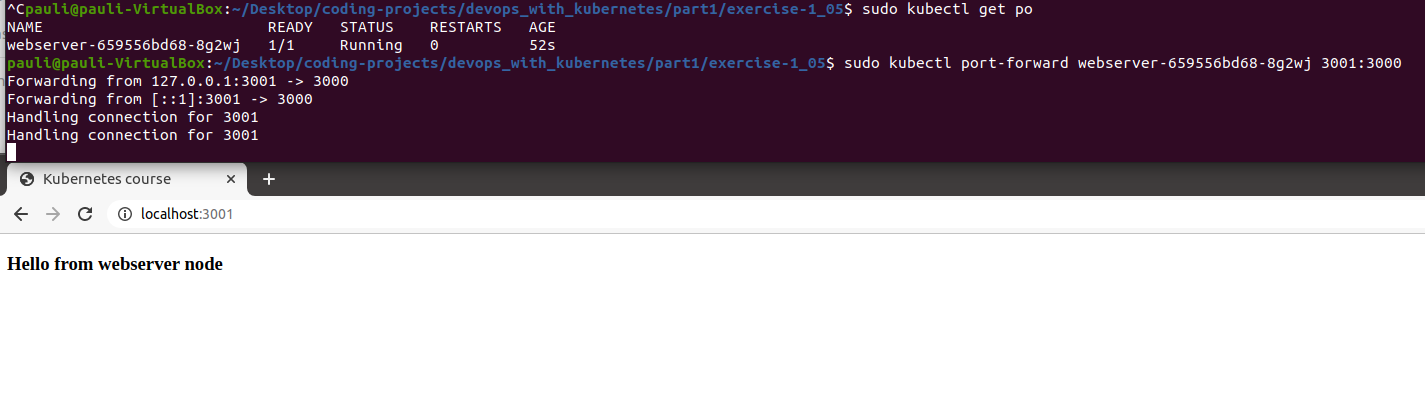 ^Cpauli@pauli-VirtualBox:~/Desktop/coding-projects/devops_with_kubernetes/part1/exercise-1_05$ sudo kubectl get po
NAME                         READY   STATUS    RESTARTS   AGE
webserver-659556bd68-8g2wj   1/1     Running   0          52s
pauli@pauli-VirtualBox:~/Desktop/coding-projects/devops_with_kubernetes/part1/exercise-1_05$ sudo kubectl port-forward webserver-659556bd68-8g2wj 3001:3000
Forwarding from 127.0.0.1:3001 -> 3000
Forwarding from [::1]:3001 -> 3000
Handling connection for 3001
Handling connection for 3001
Kubernetes course
localhost:3001
Hello from webserver node